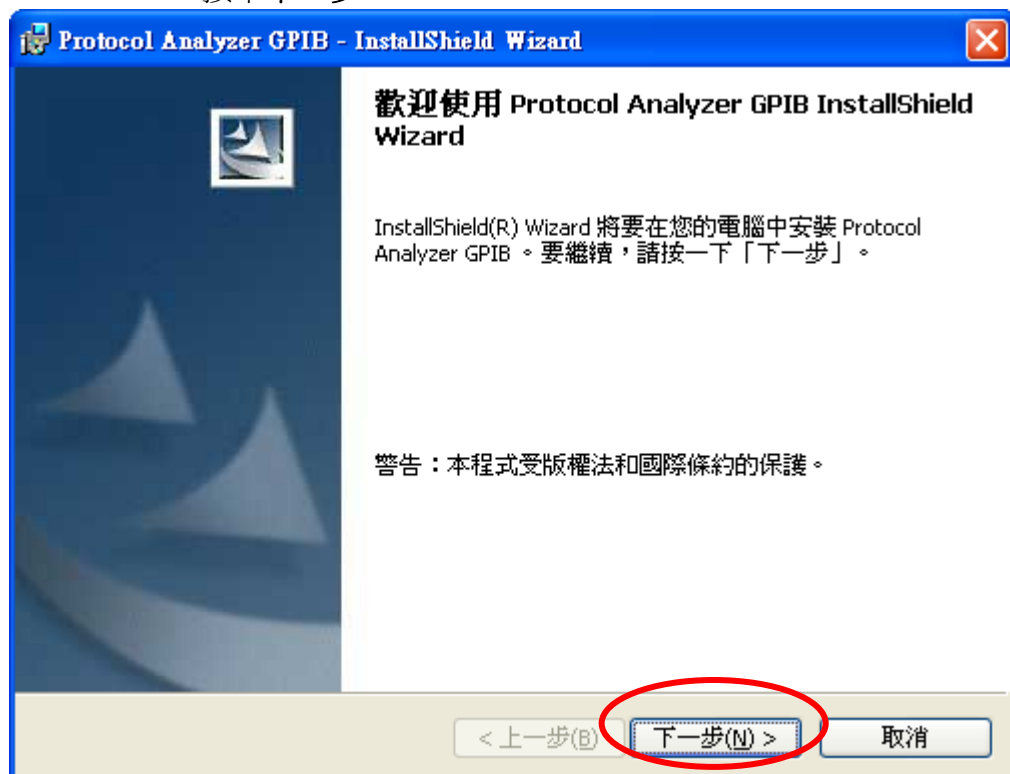 Protocol Analyzer GPIB - InstallShield Wizard
歡迎使用 Protocol Analyzer GPIB InstallShield
Wizard
InstallShield(R) Wizard 將要在您的電腦中安裝 Protocol
Analyzer GPIB 。要繼續，請按一下「下一步」。
警告：本程式受版權法和國際條約的保護。
< 上一步(B)
下一步(N) >
取消